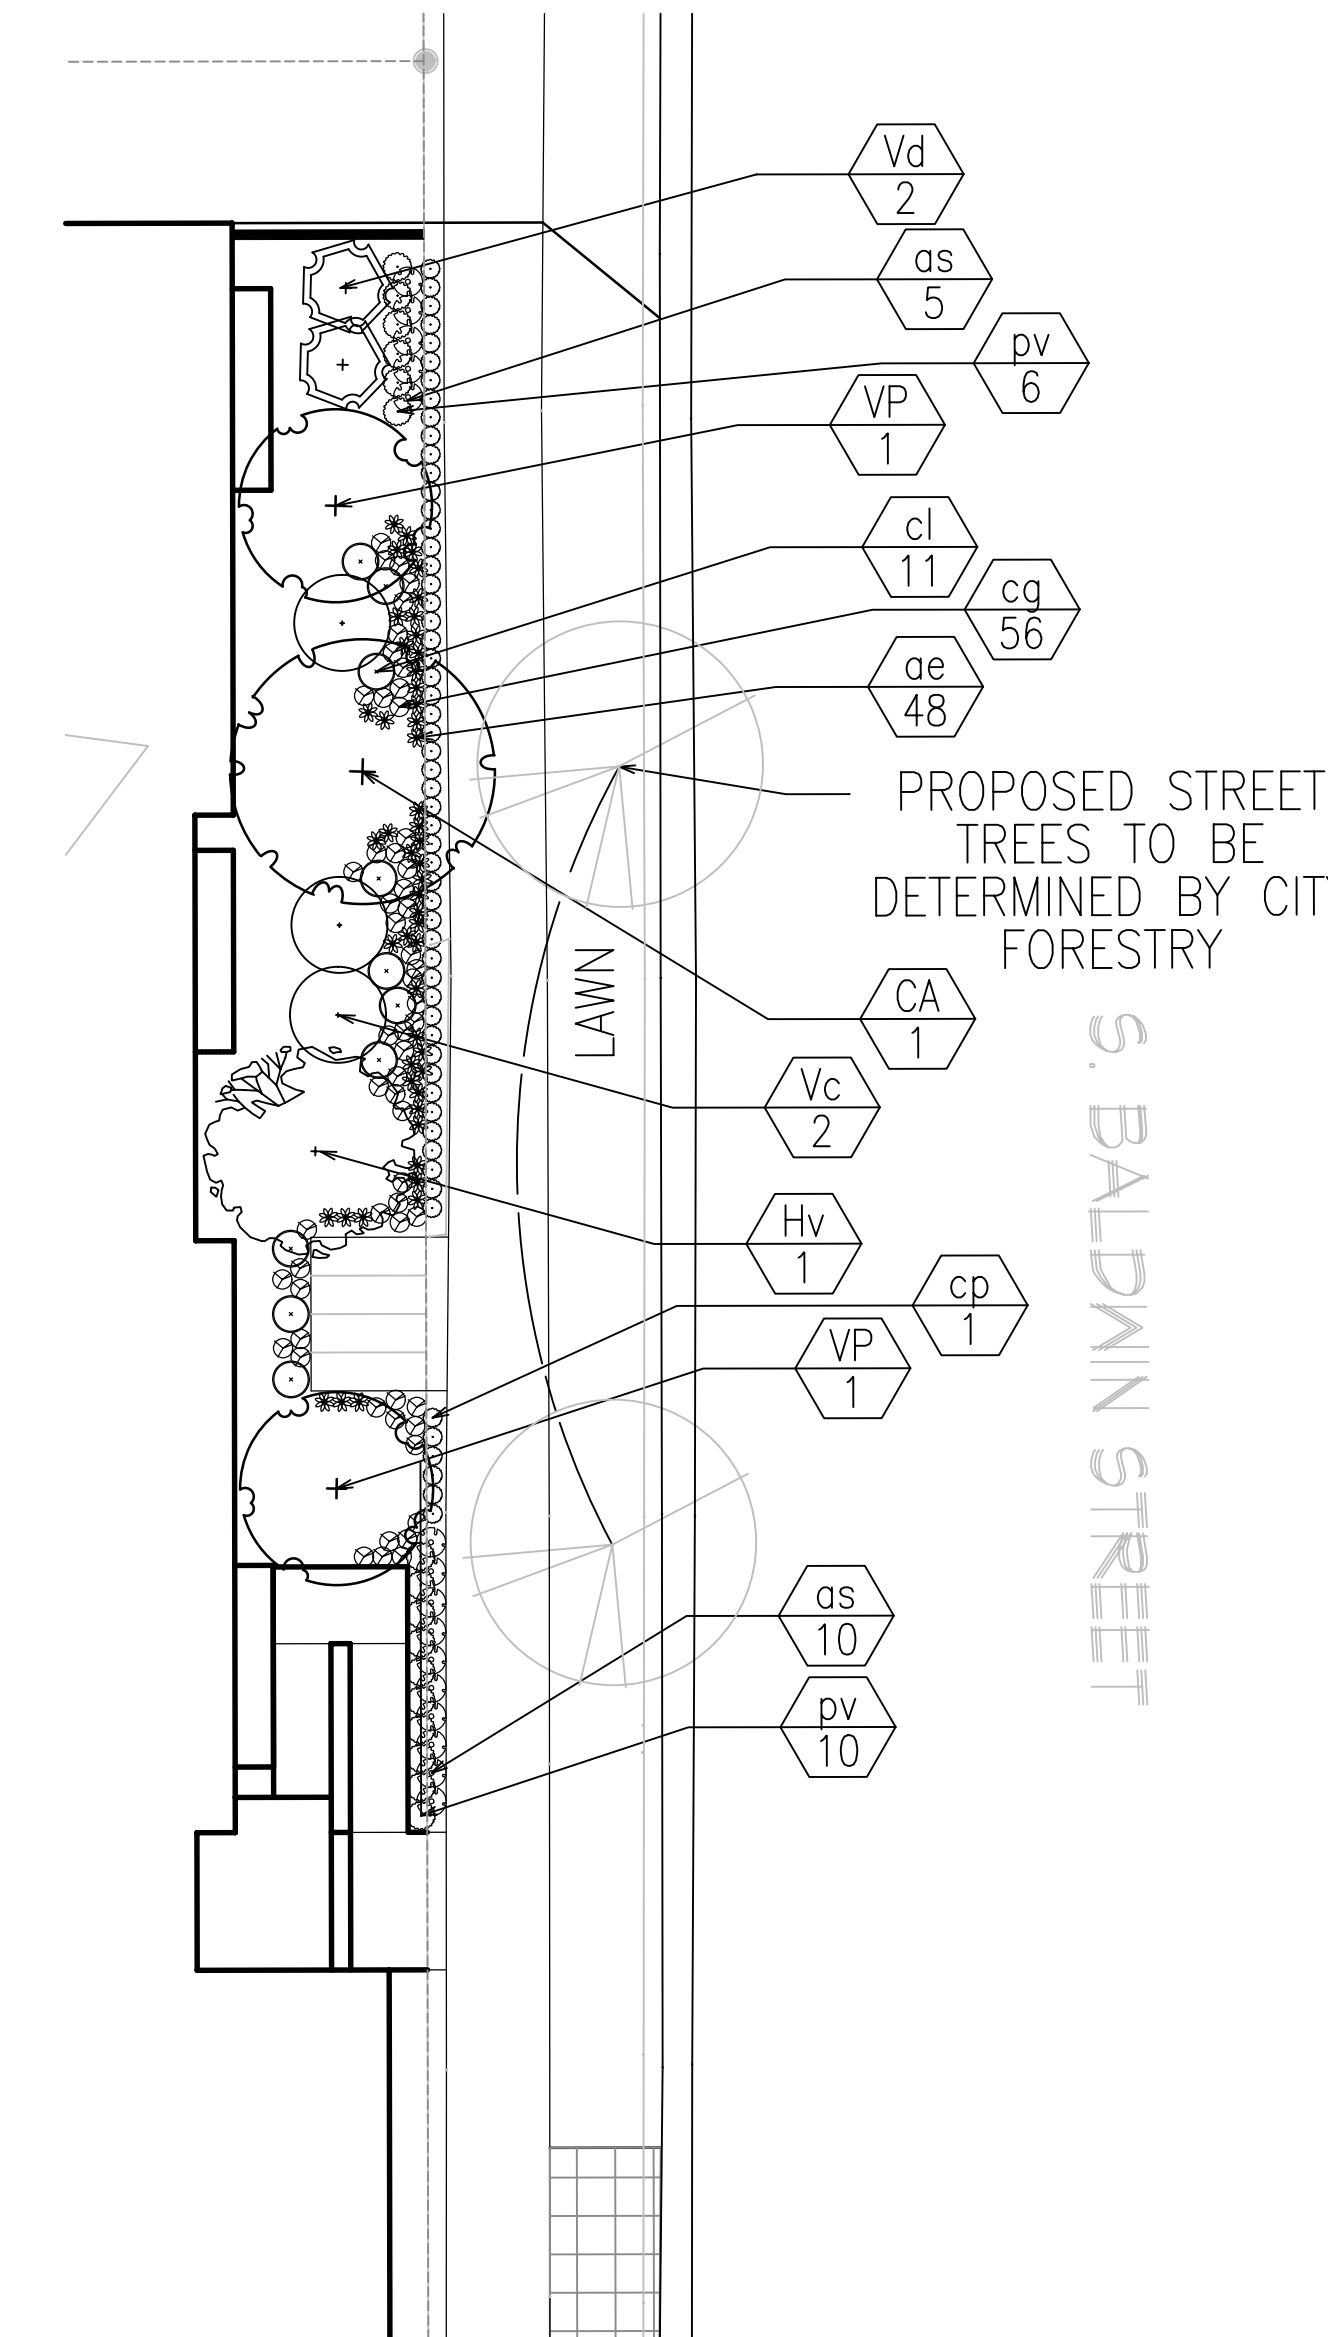 Vd
2
as
5
pv
6
VP
1
cl
11
cg
56
ae
48
PROPOSED STREET
TREES TO BE
DETERMINED BY CITY
FORESTRY
LAWN
CA
1
Vc
2
Hv
1
cp
1
VP
1
S. BALDWIN STREET
as
10
pv
10